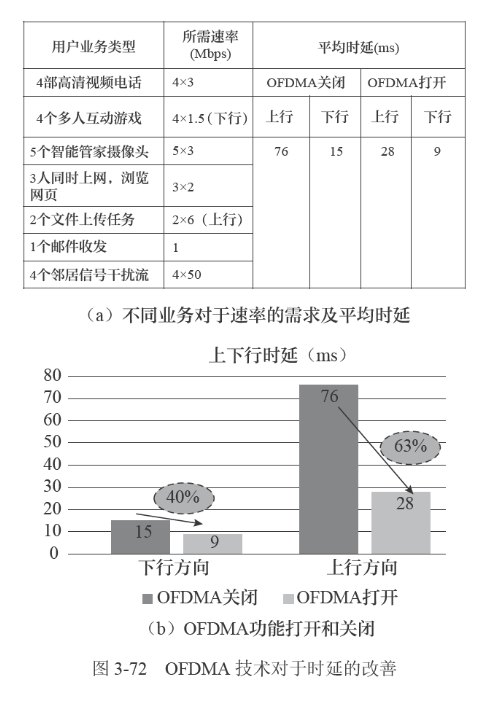 用户业务类型 所需速率 (Mbps) 平均时延(ms)
4部高清视频电话 4×3 OFDMA关闭 OFDMA打开
4个多人互动游戏 4×1.5（下行） 上行 下行 上行 下行
5个智能管家摄像头 5×3 76 15 28 9
3人同时上网，浏览网页 3×2
2个文件上传任务 2×6（上行）
1个邮件收发 1
4个邻居信号干扰流 4×50
（a）不同业务对于速率的需求及平均时延
上下行时延（ms）
80
70
60
50
40
30
20
10
0
76
63%
28
40%
15
9
下行方向 上行方向
OFDMA关闭 OFDMA打开
（b）OFDMA功能打开和关闭
图 3-72 OFDMA 技术对于时延的改善